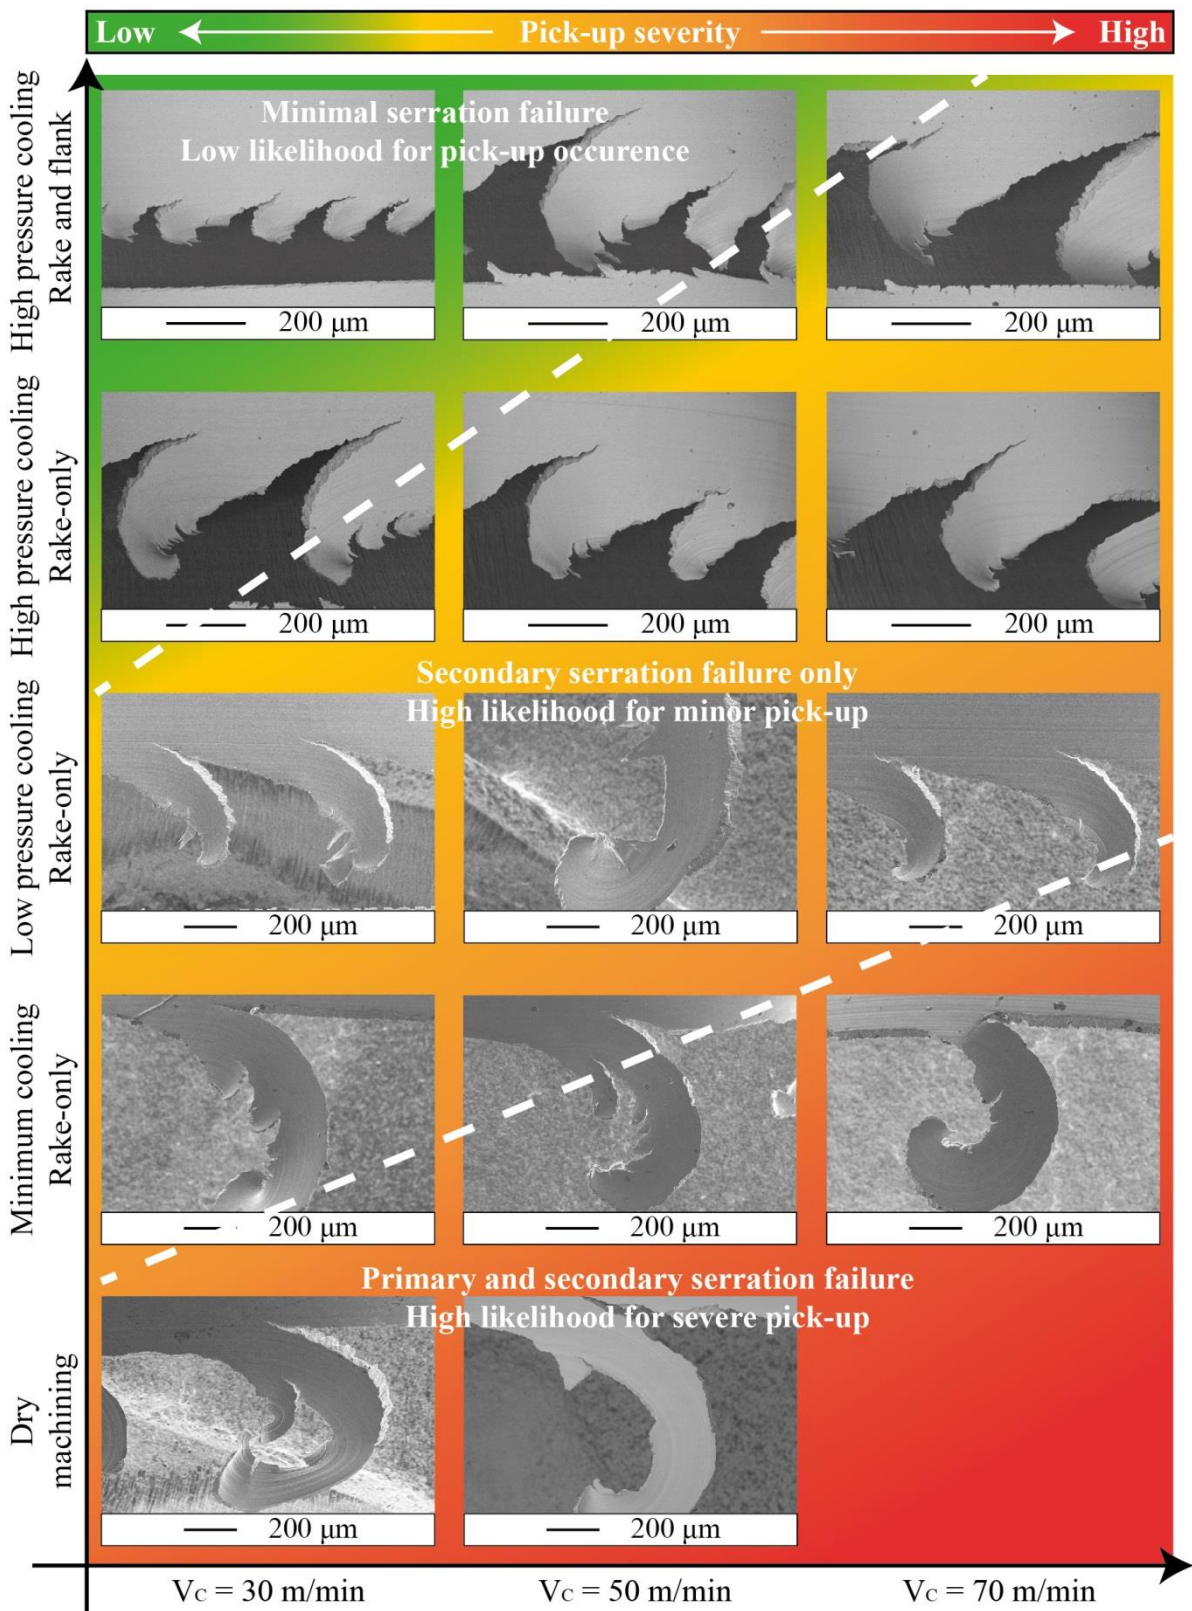 Low Pick-up severity High
High pressure cooling
Rake and flank
Minimal serration failure
Low likelihood for pick-up occurence
200 µm 200 µm 200 µm
High pressure cooling
Rake-only
200 µm 200 µm 200 µm
Low pressure cooling
Rake-only
Secondary serration failure only
High likelihood for minor pick-up
200 µm 200 µm 200 µm
Minimum cooling
Rake-only
200 µm 200 µm 200 µm
Dry
machining
Primary and secondary serration failure
High likelihood for severe pick-up
200 µm 200 µm
Vc = 30 m/min Vc = 50 m/min Vc = 70 m/min